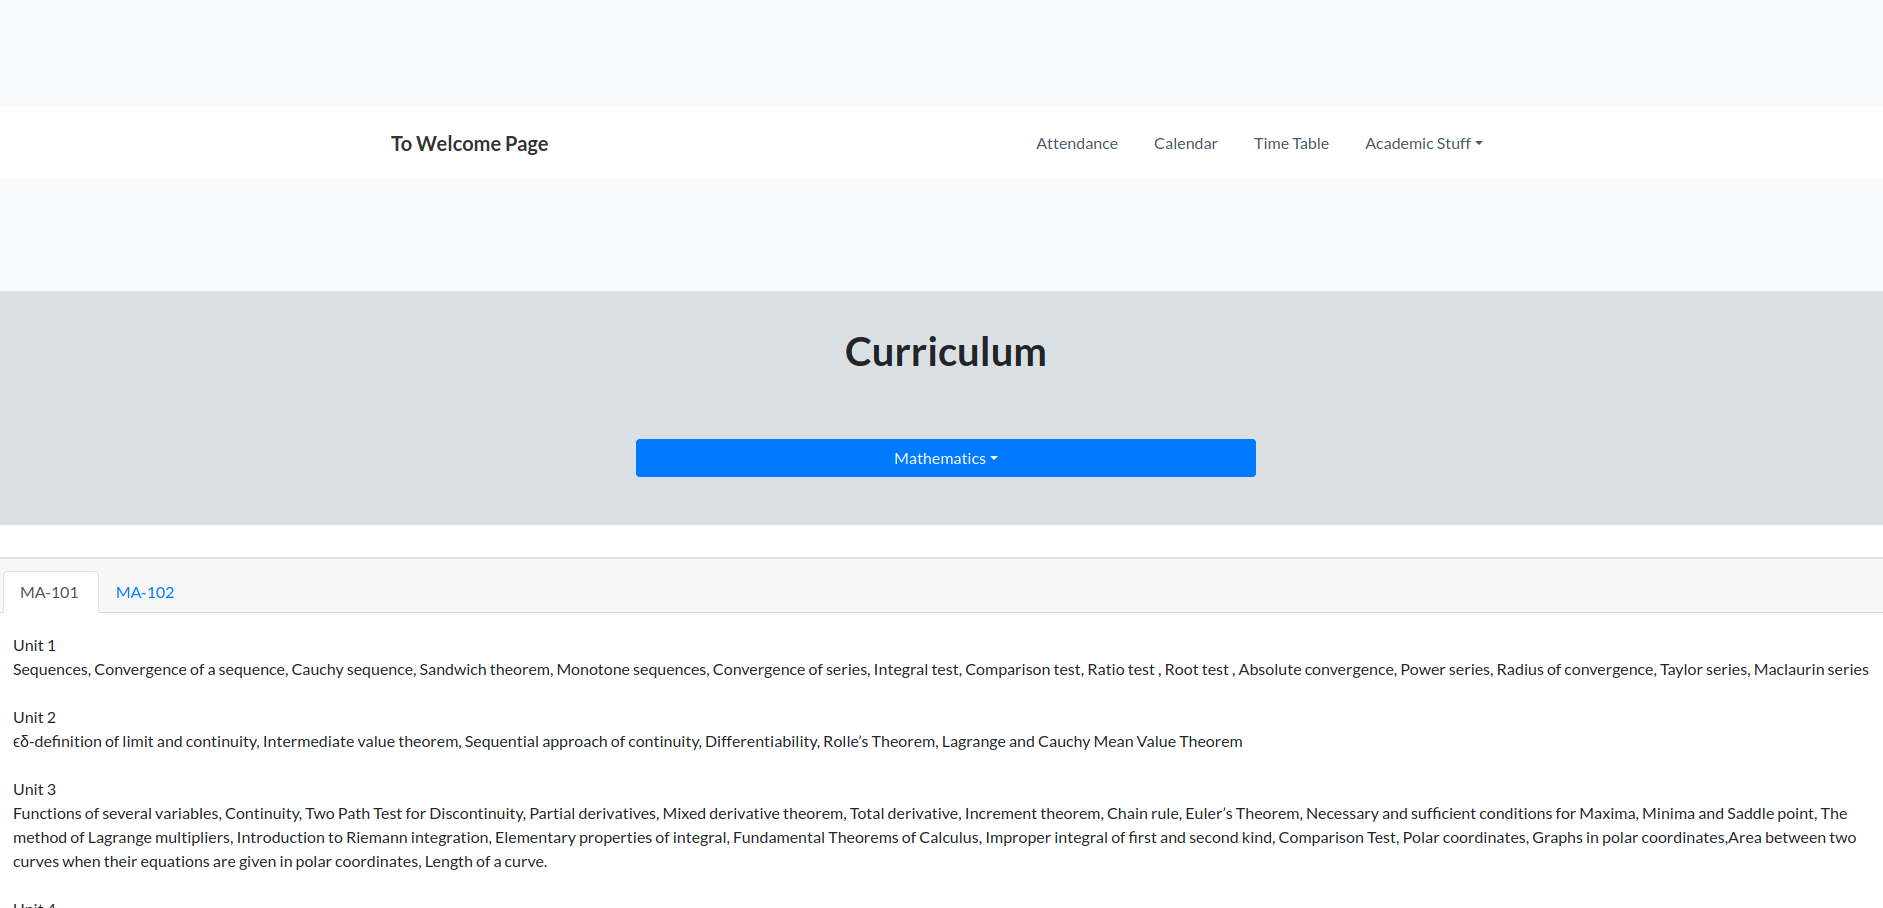 To Welcome Page
Attendance
Calendar
Time Table
Academic Stuff
Curriculum
Mathematics
MA-101
MA-102
Unit 1
Sequences, Convergence of a sequence, Cauchy sequence, Sandwich theorem, Monotone sequences, Convergence of series, Integral test, Comparison test, Ratio test , Root test , Absolute convergence, Power series, Radius of convergence, Taylor series, Maclaurin series
Unit 2
ϵδ-definition of limit and continuity, Intermediate value theorem, Sequential approach of continuity, Differentiability, Rolle’s Theorem, Lagrange and Cauchy Mean Value Theorem
Unit 3
Functions of several variables, Continuity, Two Path Test for Discontinuity, Partial derivatives, Mixed derivative theorem, Total derivative, Increment theorem, Chain rule, Euler’s Theorem, Necessary and sufficient conditions for Maxima, Minima and Saddle point, The
method of Lagrange multipliers, Introduction to Riemann integration, Elementary properties of integral, Fundamental Theorems of Calculus, Improper integral of first and second kind, Comparison Test, Polar coordinates, Graphs in polar coordinates,Area between two
curves when their equations are given in polar coordinates, Length of a curve.
Unit 4